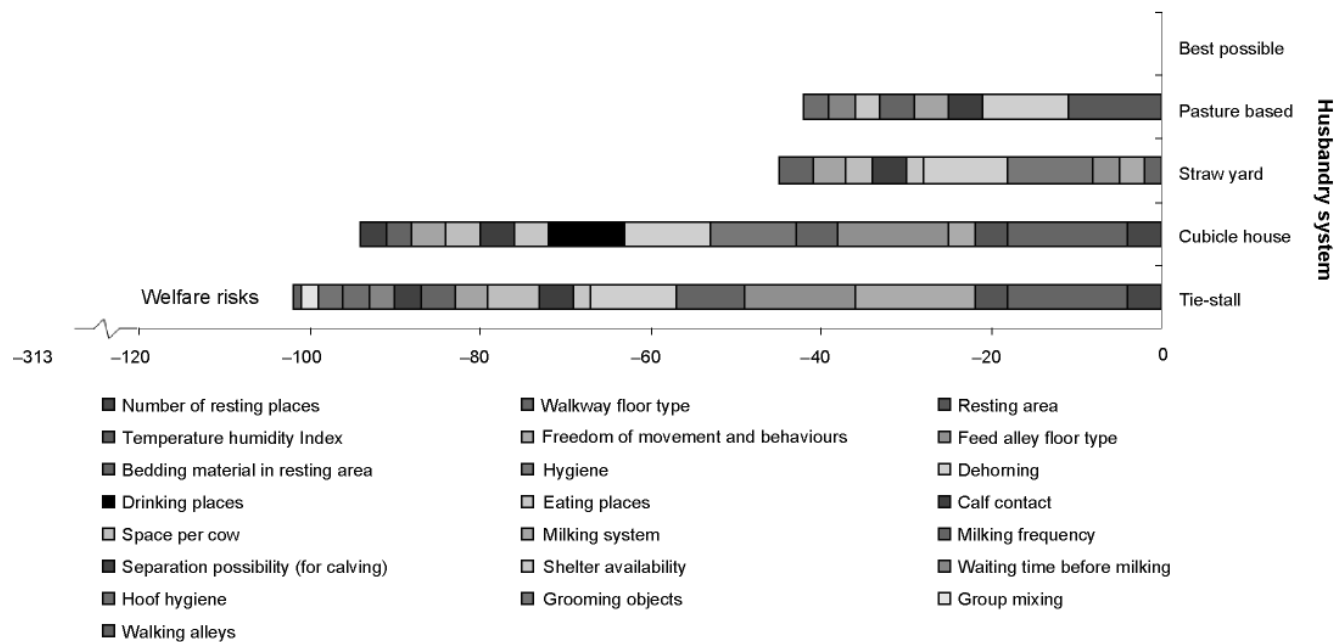 Best possible
Pasture based
Straw yard
Cubicle house
Welfare risks
Tie-stall
Husbandry system
–313 –120 –100 –80 –60 –40 –20 0
Number of resting places Walkway floor type Resting area
Temperature humidity Index Freedom of movement and behaviours Feed alley floor type
Bedding material in resting area Hygiene Dehorning
Drinking places Eating places Calf contact
Space per cow Milking system Milking frequency
Separation possibility (for calving) Shelter availability Waiting time before milking
Hoof hygiene Grooming objects Group mixing
Walking alleys